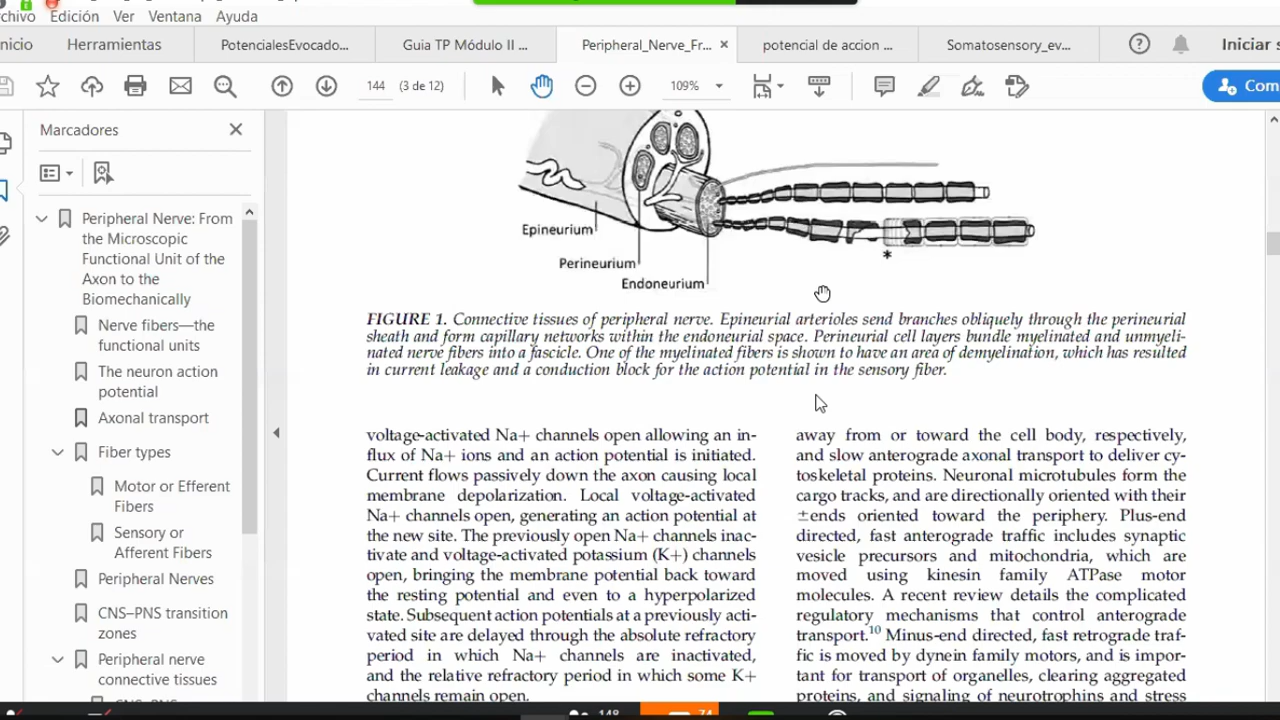 Edición Ver Ventana Ayuda
Herramientas
PotencialesEvocado...
Guia TP Módulo II ...
Peripheral_Nerve_Fr... ×
potencial de accion ...
Somatosensory_ev...
Iniciar s
144 (3 de 12)
109%
Com
Marcadores
Peripheral Nerve: From
the Microscopic
Functional Unit of the
Axon to the
Biomechanically
Nerve fibers—the
functional units
The neuron action
potential
Axonal transport
Fiber types
Motor or Efferent
Fibers
Sensory or
Afferent Fibers
Peripheral Nerves
CNS–PNS transition
zones
Peripheral nerve
connective tissues
Epineurium
Perineurium
Endoneurium
*
FIGURE 1. Connective tissues of peripheral nerve. Epineurial arterioles send branches obliquely through the perineurial
sheath and form capillary networks within the endoneurial space. Perineurial cell layers bundle myelinated and unmyeli-
nated nerve fibers into a fascicle. One of the myelinated fibers is shown to have an area of demyelination, which has resulted
in current leakage and a conduction block for the action potential in the sensory fiber.
voltage-activated Na+ channels open allowing an in-
flux of Na+ ions and an action potential is initiated.
Current flows passively down the axon causing local
membrane depolarization. Local voltage-activated
Na+ channels open, generating an action potential at
the new site. The previously open Na+ channels inac-
tivate and voltage-activated potassium (K+) channels
open, bringing the membrane potential back toward
the resting potential and even to a hyperpolarized
state. Subsequent action potentials at a previously acti-
vated site are delayed through the absolute refractory
period in which Na+ channels are inactivated,
and the relative refractory period in which some K+
channels remain open.
away from or toward the cell body, respectively,
and slow anterograde axonal transport to deliver cy-
toskeletal proteins. Neuronal microtubules form the
cargo tracks, and are directionally oriented with their
±ends oriented toward the periphery. Plus-end
directed, fast anterograde traffic includes synaptic
vesicle precursors and mitochondria, which are
moved using kinesin family ATPase motor
molecules. A recent review details the complicated
regulatory mechanisms that control anterograde
transport.10 Minus-end directed, fast retrograde traf-
fic is moved by dynein family motors, and is impor-
tant for transport of organelles, clearing aggregated
proteins, and signaling of neurotrophins and stress